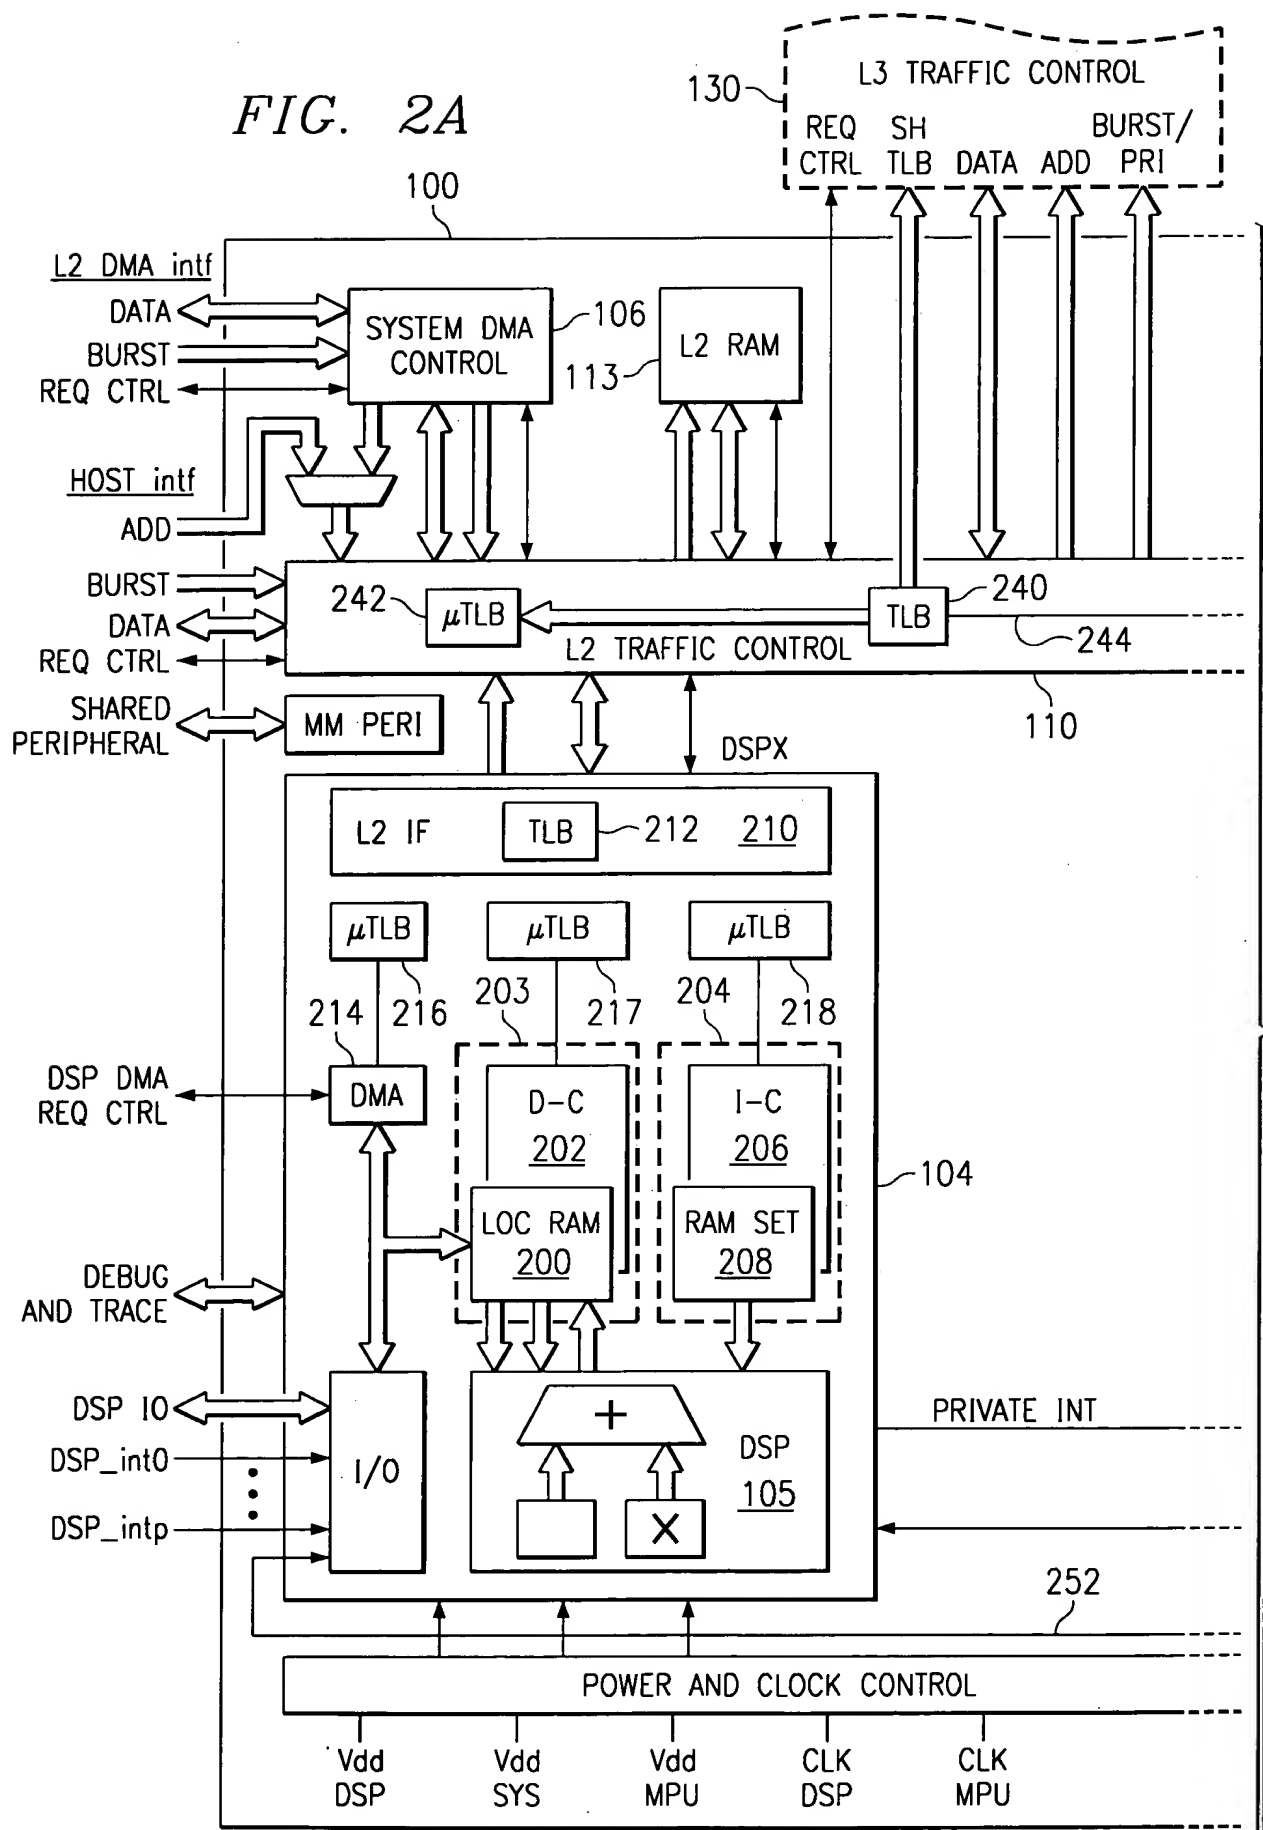 FIG. 2A
L3 TRAFFIC CONTROL
130
REQ CTRL
SH TLB
DATA
ADD
BURST/ PRI
100
L2 DMA intf
DATA
BURST
REQ CTRL
SYSTEM DMA
CONTROL
106
L2 RAM
113
HOST intf
ADD
BURST
DATA
REQ CTRL
242
μTLB
TLB
240
244
L2 TRAFFIC CONTROL
110
SHARED
PERIPHERAL
MM PERI
DSPX
L2 IF
TLB
212
210
μTLB
μTLB
μTLB
214
216
203
217
204
218
DSP DMA
REQ CTRL
DMA
D-C
202
I-C
206
104
LOC RAM
200
RAM SET
208
DEBUG
AND TRACE
DSP IO
DSP_int0
DSP_intp
I/O
+
DSP
105
X
PRIVATE INT
252
POWER AND CLOCK CONTROL
Vdd
DSP
Vdd
SYS
Vdd
MPU
CLK
DSP
CLK
MPU